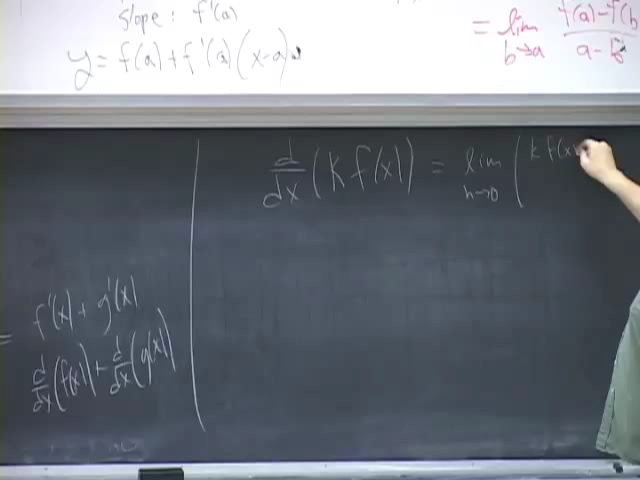 slope: f'(a)
y = f(a) + f'(a)(x-a)
= lim b→a f(a)-f(b / a-b
d/dx (k f(x)) = lim h→0 ( k f(x
= f'(x) + g'(x)
d/dx (f(x)) + d/dx (g(x))